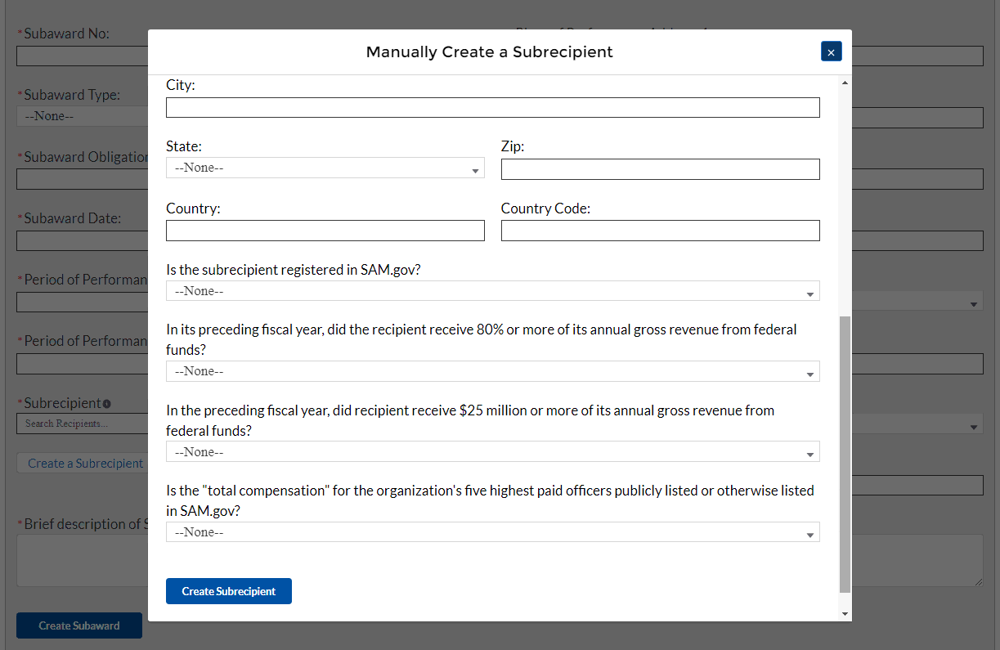 *Subaward No:
Manually Create a Subrecipient
×
City:
*Subaward Type:
--None--
State:
Zip:
--None--
*Subaward Obligation
Country:
Country Code:
*Subaward Date:
Is the subrecipient registered in SAM.gov?
--None--
*Period of Performan
In its preceding fiscal year, did the recipient receive 80% or more of its annual gross revenue from federal
funds?
--None--
*Period of Performan
*Subrecipient
Search Recipients...
In the preceding fiscal year, did recipient receive $25 million or more of its annual gross revenue from
federal funds?
--None--
Create a Subrecipient
Is the "total compensation" for the organization's five highest paid officers publicly listed or otherwise listed
in SAM.gov?
--None--
*Brief description of S
Create Subrecipient
Create Subaward